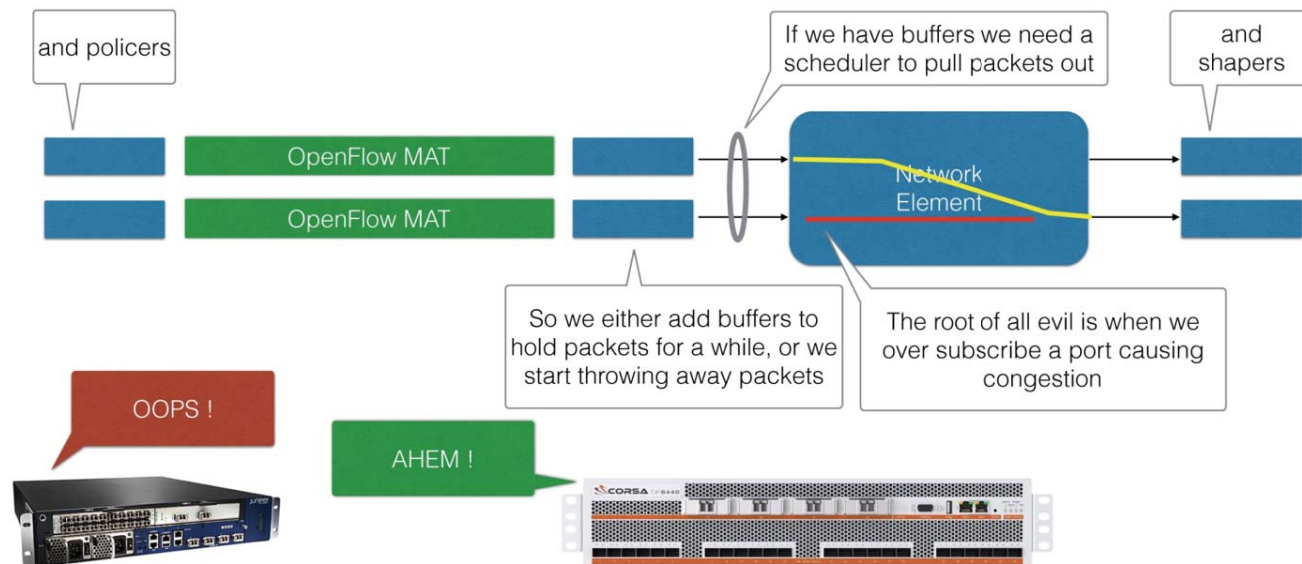 and policers
If we have buffers we need a
scheduler to pull packets out
and
shapers
OpenFlow MAT
OpenFlow MAT
Network
Element
So we either add buffers to
hold packets for a while, or we
start throwing away packets
The root of all evil is when we
over subscribe a port causing
congestion
OOPS !
AHEM !
JUNIPER
CORSA DP6440